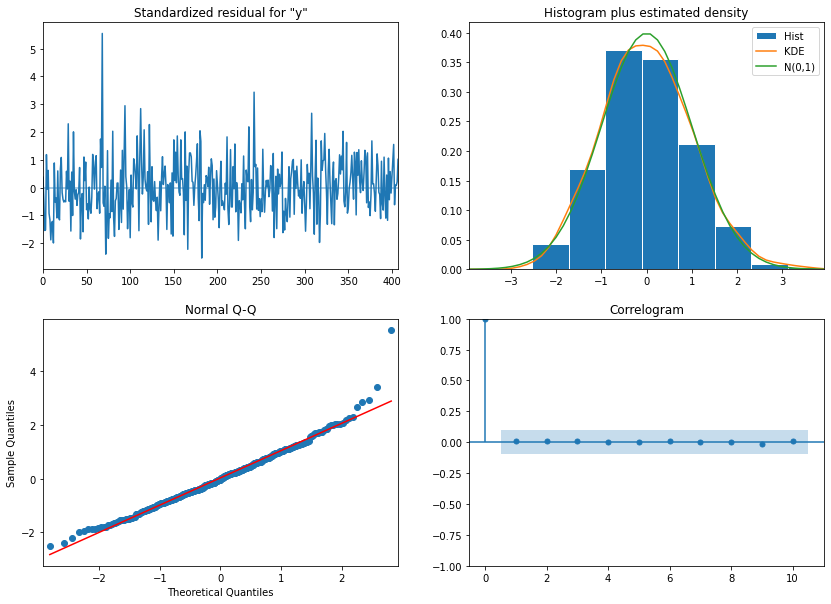 Standardized residual for "y"
5
4
3
2
1
0
−1
−2
0 50 100 150 200 250 300 350 400
Histogram plus estimated density
Hist
KDE
N(0,1)
0.40
0.35
0.30
0.25
0.20
0.15
0.10
0.05
0.00
−3 −2 −1 0 1 2 3
Normal Q-Q
Sample Quantiles
4
2
0
−2
−2 −1 0 1 2
Theoretical Quantiles
Correlogram
1.00
0.75
0.50
0.25
0.00
−0.25
−0.50
−0.75
−1.00
0 2 4 6 8 10